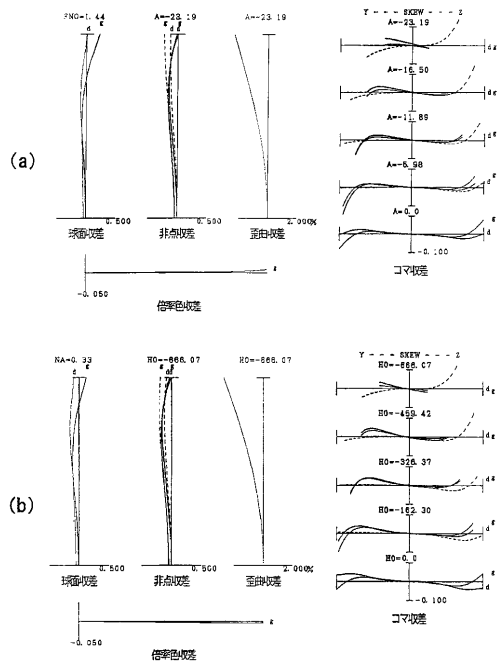 (a)
FNO=1.44
d g
0.500
球面収差
A=-23.19
g d
0.500
非点収差
A=-23.19
2.000%
歪曲収差
-0.050
g
倍率色収差
Y ---- SKEW ---- Z
A=-23.19
d g
A=-16.50
d g
A=-11.89
d g
A=-5.98
d g
A=0.0
d g
-0.100
コマ収差
(b)
NA=0.33
d g
0.500
球面収差
H0=-666.07
g d d g
0.500
非点収差
H0=-666.07
2.000%
歪曲収差
-0.050
g
倍率色収差
Y ---- SKEW ---- Z
H0=-666.07
d g
H0=-459.42
d g
H0=-326.37
d g
H0=-162.30
d g
H0=0.0
g d
-0.100
コマ収差